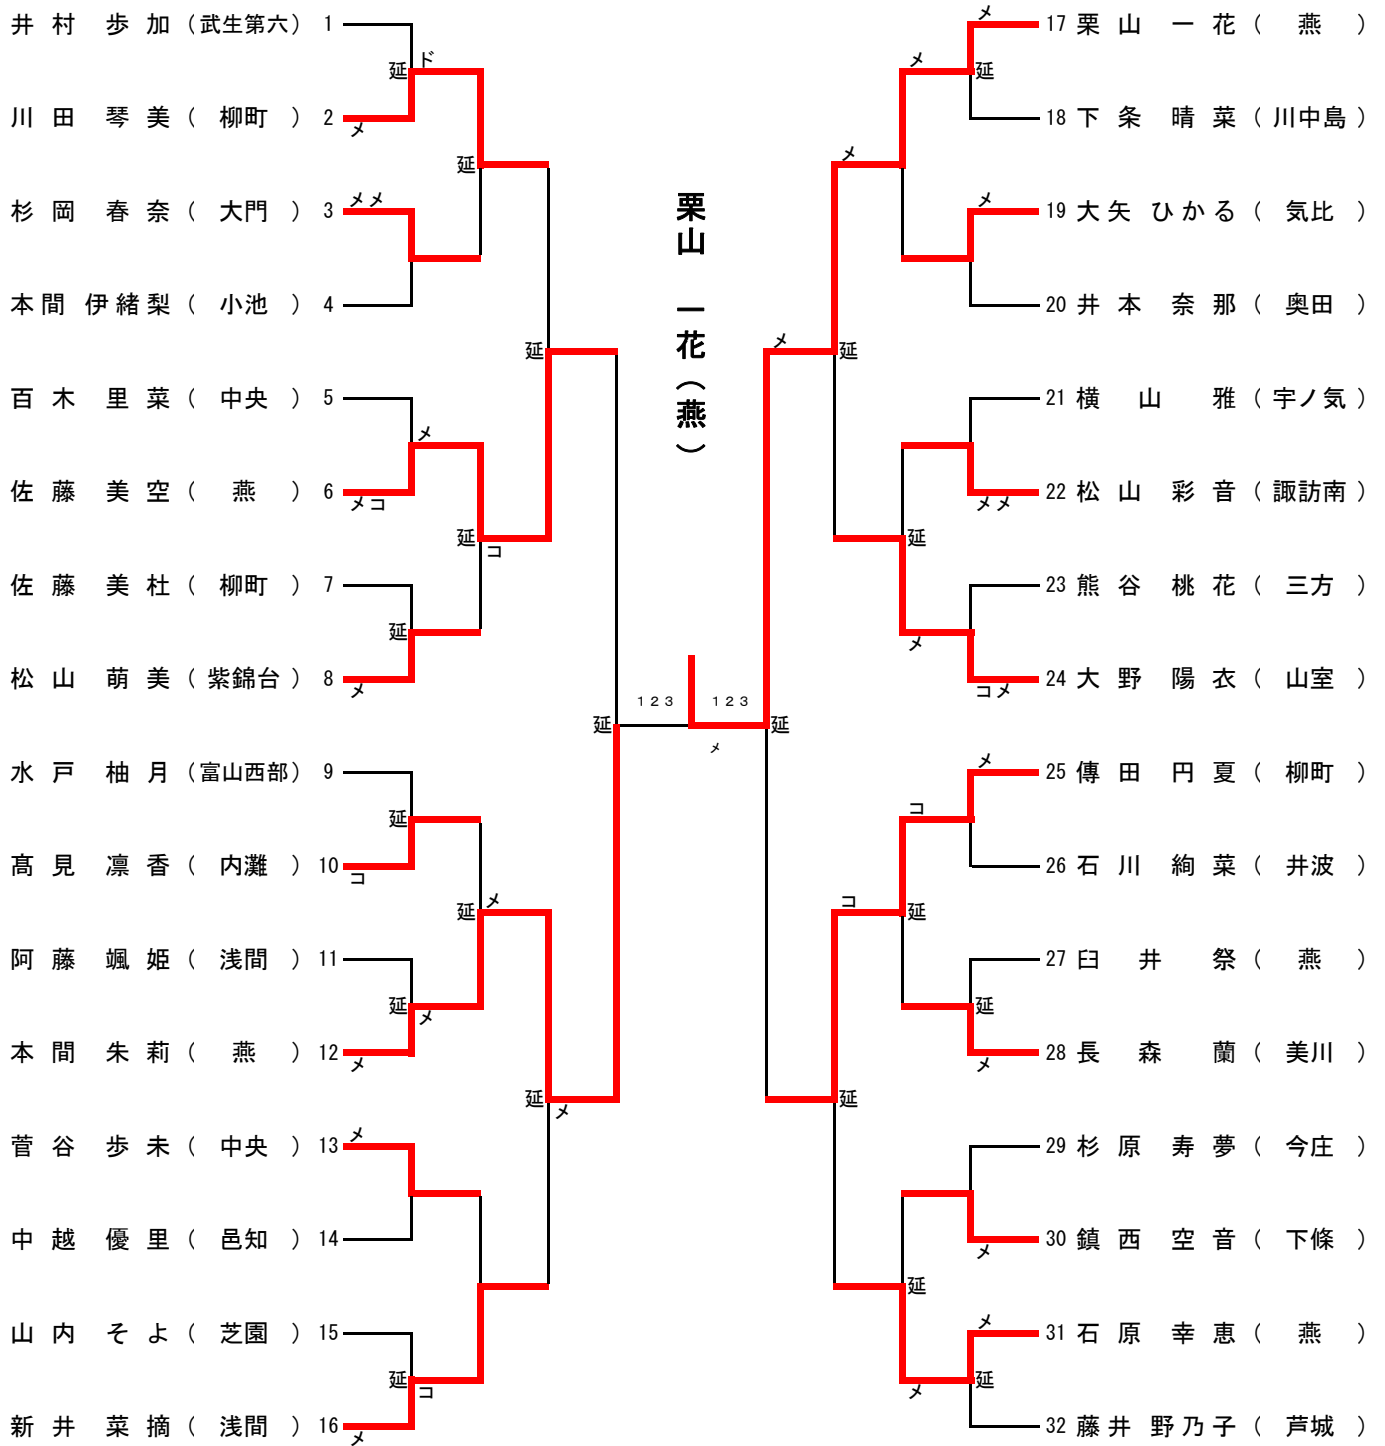 井村 歩加（武生第六）1
川田 琴美（ 柳町 ）2
杉岡 春奈（ 大門 ）3
本間 伊緒梨（ 小池 ）4
百木 里菜（ 中央 ）5
佐藤 美空（ 燕 ）6
佐藤 美杜（ 柳町 ）7
松山 萌美（ 紫錦台 ）8
水戸 柚月（富山西部）9
髙見 凛香（ 内灘 ）10
阿藤 颯姫（ 浅間 ）11
本間 朱莉（ 燕 ）12
菅谷 歩未（ 中央 ）13
中越 優里（ 邑知 ）14
山内 そよ（ 芝園 ）15
新井 菜摘（ 浅間 ）16
メ
メメ
メコ
メ
コ
メ
メ
メ
延
ド
メ
延
延
延
メ
延
コ
延
延
コ
延
メ
延
延
メ
延
栗山 一花（燕）
1 2 3
1 2 3
メ
延
メ
延
延
メ
延
コ
延
延
メ
延
メ
コ
延
延
メ
延
メ
メ
メメ
コメ
メ
メ
メ
メ
17 栗山 一花（ 燕 ）
18 下条 晴菜（ 川中島 ）
19 大矢 ひかる（ 気比 ）
20 井本 奈那（ 奥田 ）
21 横山 雅（ 宇ノ気 ）
22 松山 彩音（ 諏訪南 ）
23 熊谷 桃花（ 三方 ）
24 大野 陽衣（ 山室 ）
25 傳田 円夏（ 柳町 ）
26 石川 絢菜（ 井波 ）
27 臼井 祭（ 燕 ）
28 長森 蘭（ 美川 ）
29 杉原 寿夢（ 今庄 ）
30 鎮西 空音（ 下條 ）
31 石原 幸恵（ 燕 ）
32 藤井 野乃子（ 芦城 ）